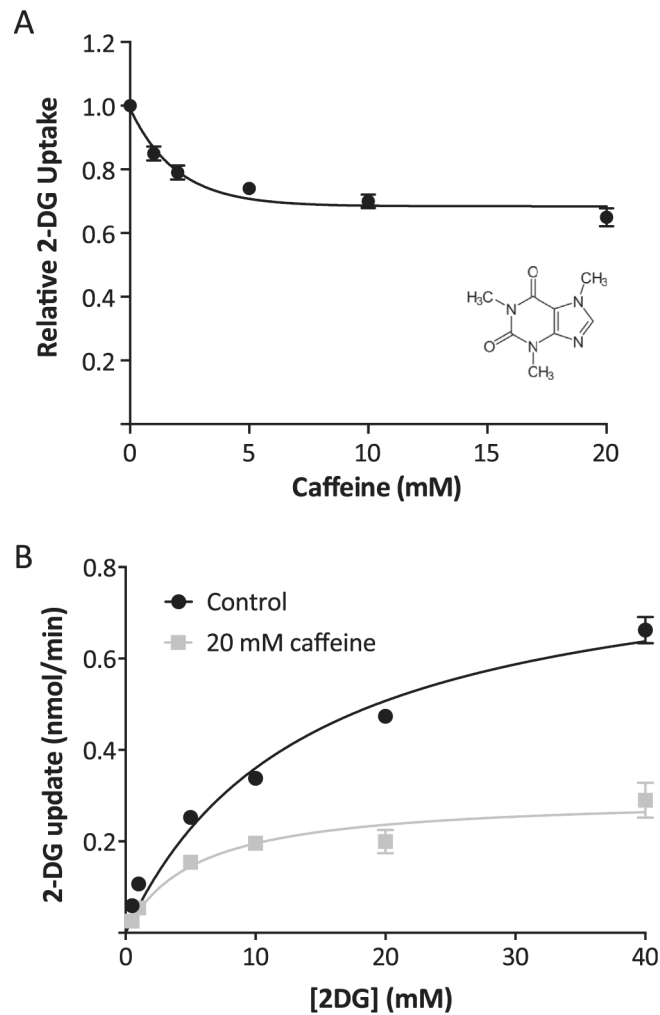 A
1.2
1.0
0.8
0.6
0.4
0.2
Relative 2-DG Uptake
0
5
10
15
20
Caffeine (mM)
O
CH₃
H₃C
N
N
O
N
N
CH₃
B
0.8
0.6
0.4
0.2
2-DG update (nmol/min)
Control
20 mM caffeine
0
10
20
30
40
[2DG] (mM)